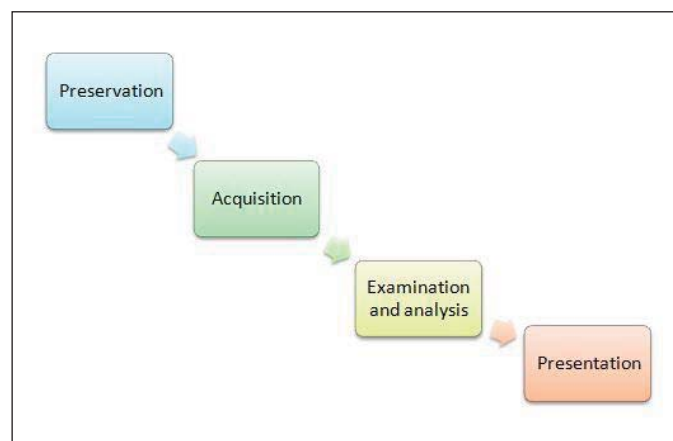 Preservation
Acquisition
Examination
and analysis
Presentation